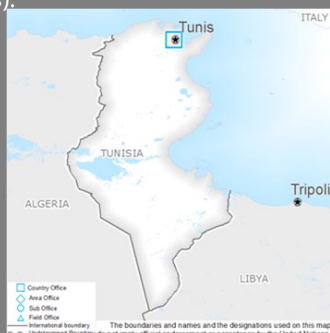 ITALY
Tunis
TUNISIA
Tripoli
ALGERIA
LIBYA
Country Office
Area Office
Sub Office
Field Office
International boundary
The boundaries and names and the designations used on this map